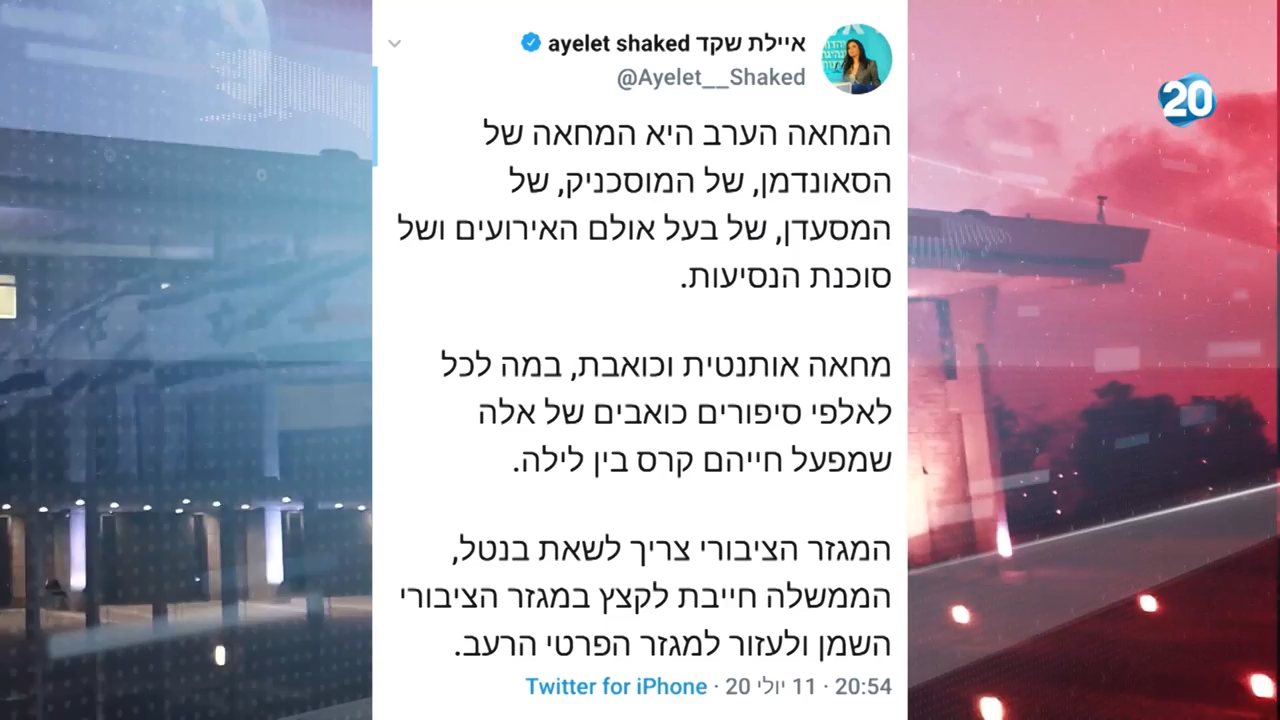 איילת שקד ayelet shaked
@Ayelet__Shaked
20
המחאה הערב היא המחאה של
הסאונדמן, של המוסכניק, של
המסעדן, של בעל אולם האירועים ושל
סוכנת הנסיעות.
מחאה אותנטית וכואבת, במה לכל
לאלפי סיפורים כואבים של אלה
שמפעל חייהם קרס בין לילה.
המגזר הציבורי צריך לשאת בנטל,
הממשלה חייבת לקצץ במגזר הציבורי
השמן ולעזור למגזר הפרטי הרעב.
20:54 · 11 יולי 20 · Twitter for iPhone